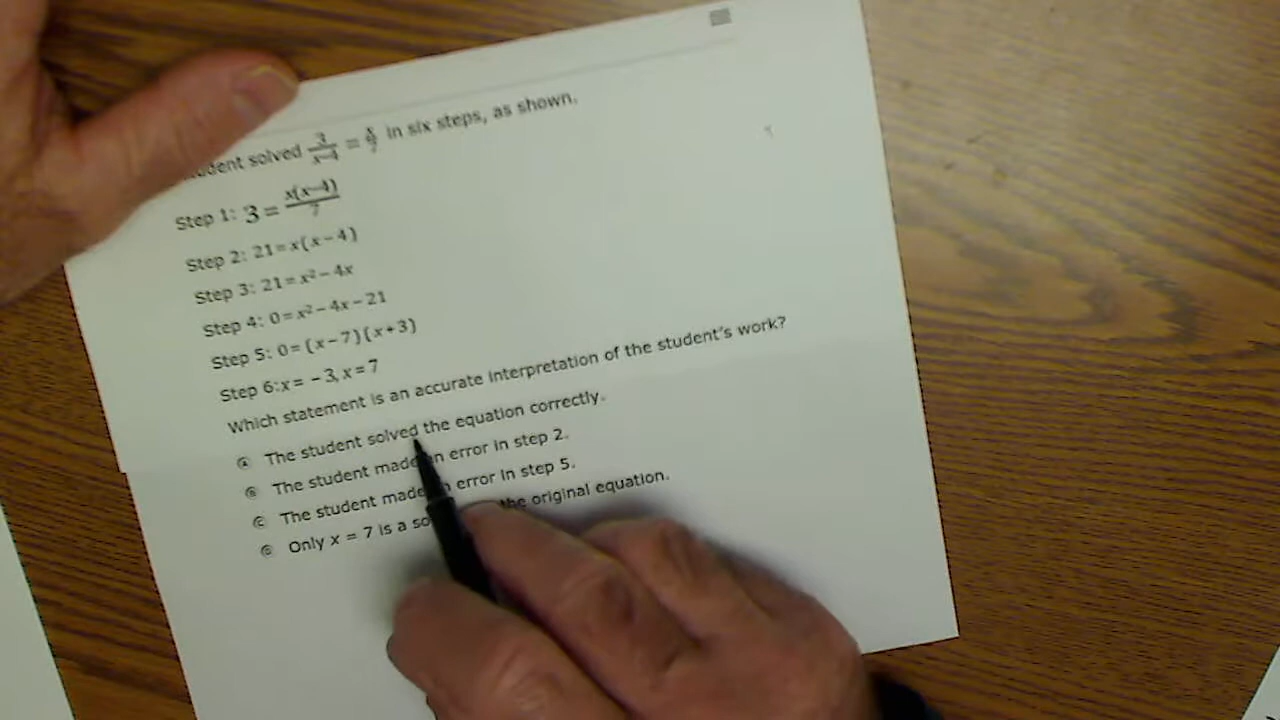 student solved 3/(x-4) = x/7 in six steps, as shown.
Step 1: 3 = x(x-4)/7
Step 2: 21 = x(x-4)
Step 3: 21 = x² - 4x
Step 4: 0 = x² - 4x - 21
Step 5: 0 = (x-7)(x+3)
Step 6: x = -3, x = 7
Which statement is an accurate interpretation of the student's work?
A The student solved the equation correctly.
B The student made an error in step 2.
C The student made error in step 5.
D Only x = 7 is a the original equation.